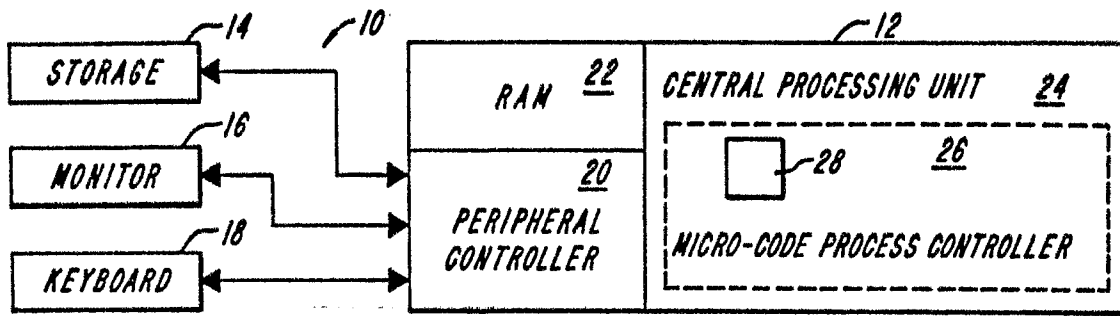 14
STORAGE
16
MONITOR
18
KEYBOARD
10
12
RAM
22
20
PERIPHERAL
CONTROLLER
CENTRAL PROCESSING UNIT
24
28
26
MICRO-CODE PROCESS CONTROLLER